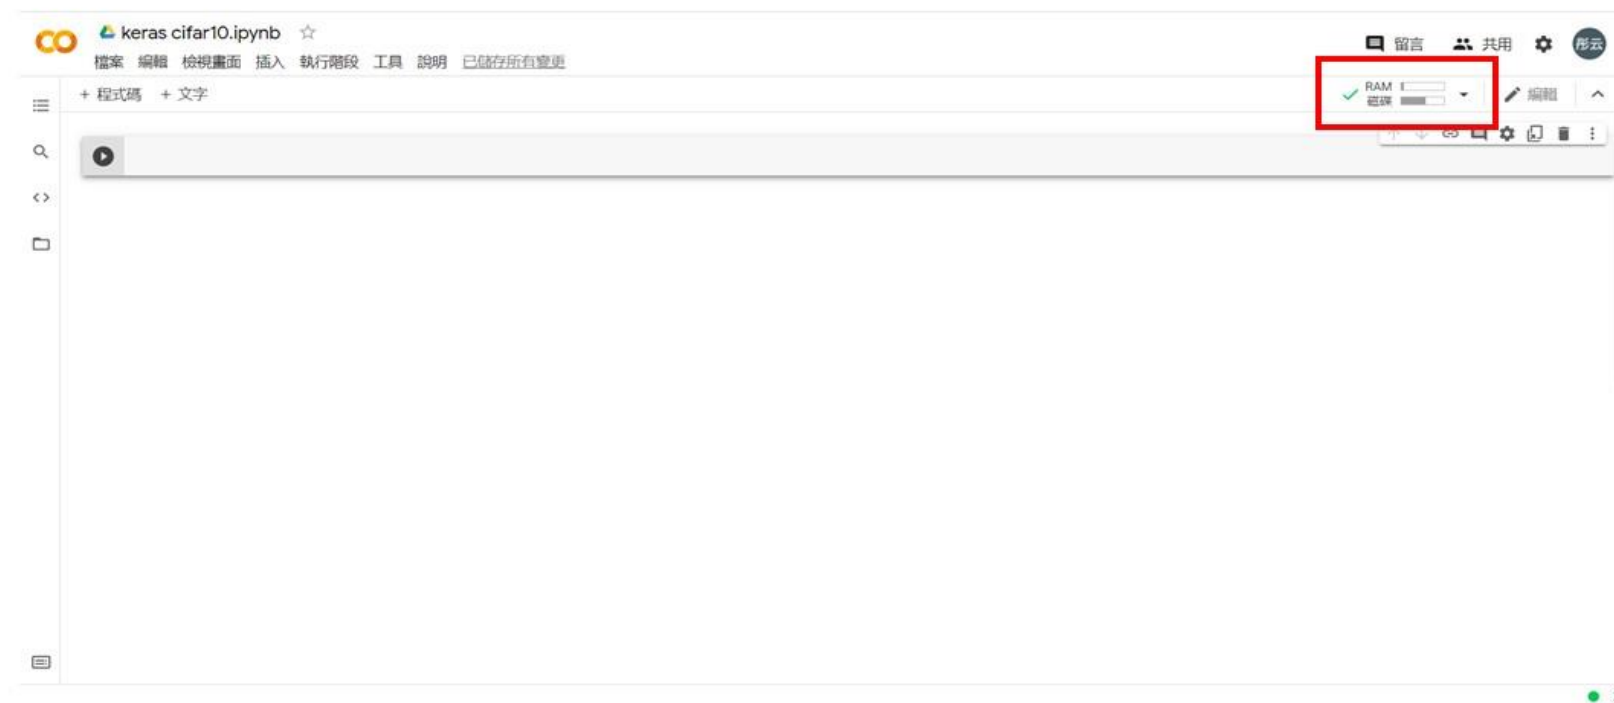 keras cifar10.ipynb
檔案 編輯 檢視畫面 插入 執行階段 工具 說明 已儲存所有變更
留言 共用 彤云
+ 程式碼 + 文字
RAM
磁碟
編輯